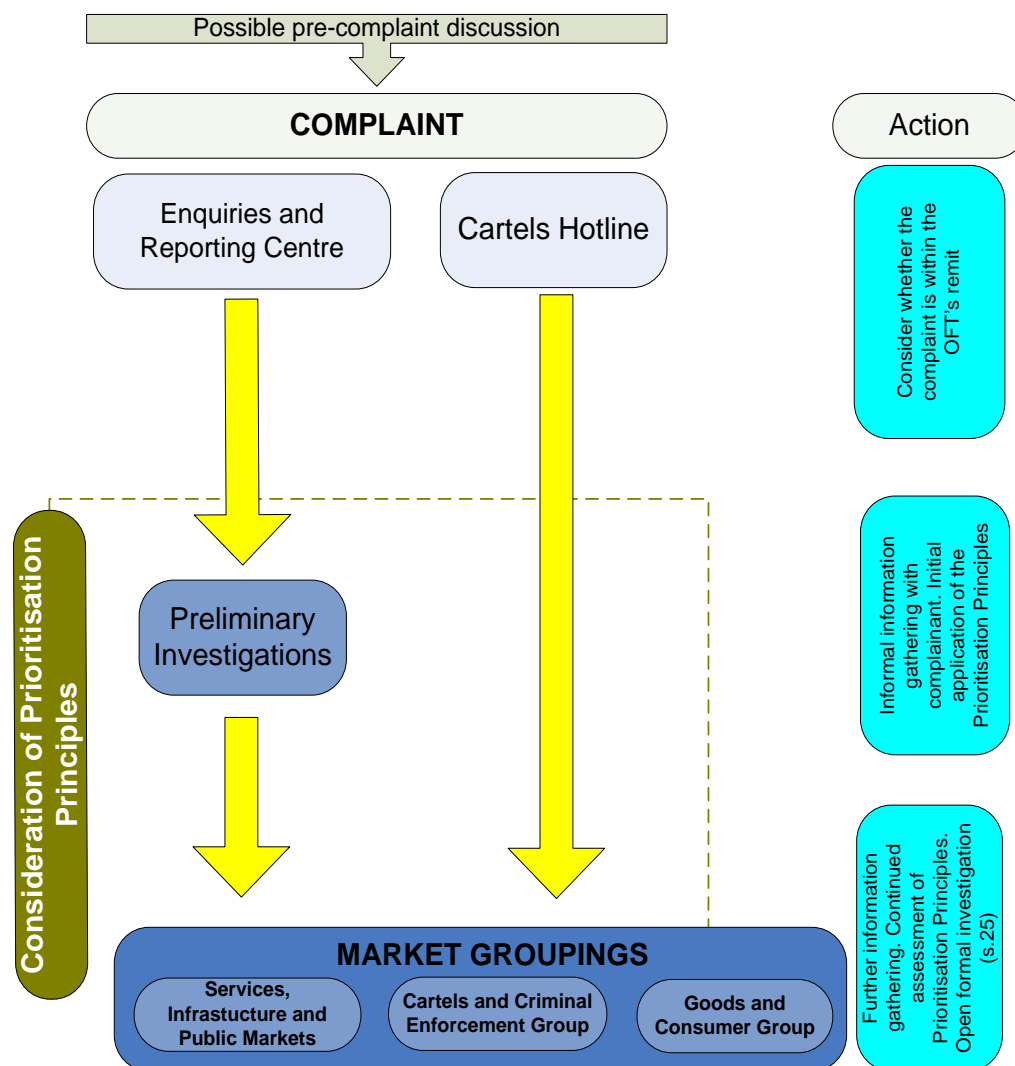 Possible pre-complaint discussion
COMPLAINT
Action
Enquiries and
Reporting Centre
Cartels Hotline
Consider whether the
complaint is within the
OFT's remit
Consideration of Prioritisation
Principles
Preliminary
Investigations
Informal information
gathering with
complainant. Initial
application of the
Prioritisation Principles
MARKET GROUPINGS
Services,
Infrastucture and
Public Markets
Cartels and Criminal
Enforcement Group
Goods and
Consumer Group
Further information
gathering. Continued
assessment of
Prioritisation Principles.
Open formal investigation
(s.25)